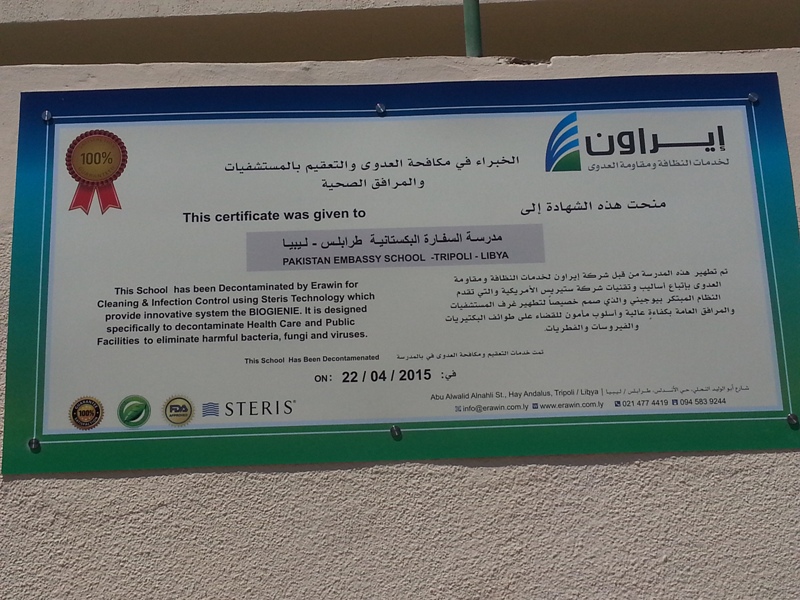 100%
إيراون
لخدمات النظافة ومقاومة العدوى
الخبراء في مكافحة العدوى والتعقيم بالمستشفيات
والمرافق الصحية
This certificate was given to
منحت هذه الشهادة إلى
مدرسة السفارة البكستانية طرابلس - ليبيا
PAKISTAN EMBASSY SCHOOL -TRIPOLI - LIBYA
This School has been Decontaminated by Erawin for
Cleaning & Infection Control using Steris Technology which
provide innovative system the BIOGIENIE. It is designed
specifically to decontaminate Health Care and Public
Facilities to eliminate harmful bacteria, fungi and viruses.
تم تطهير هذه المدرسة من قبل شركة إيراون لخدمات النظافة ومقاومة
العدوى بإتباع أساليب وتقنيات شركة ستيريس الأمريكية والتي تقدم
النظام المبتكر بيوجيني والذي صمم خصيصاً لتطهير غرف المستشفيات
والمرافق العامة بكفاءة عالية وأسلوب مأمون للقضاء على طوائف البكتيريات
والفيروسات والفطريات.
This School Has Been Decontamenated
تمت خدمات التعقيم ومكافحة العدوى في بالمدرسة
ON: 22 / 04 / 2015 في:
100%
FDA
APPROVED
STERIS®
Abu Alwalid Alnahli St., Hay Andalus, Tripoli / Libya | شارع أبو الوليد النحلي، حي الأندلس، طرابلس / ليبيا
info@erawin.com.ly www.erawin.com.ly 021 477 4419 094 583 9244